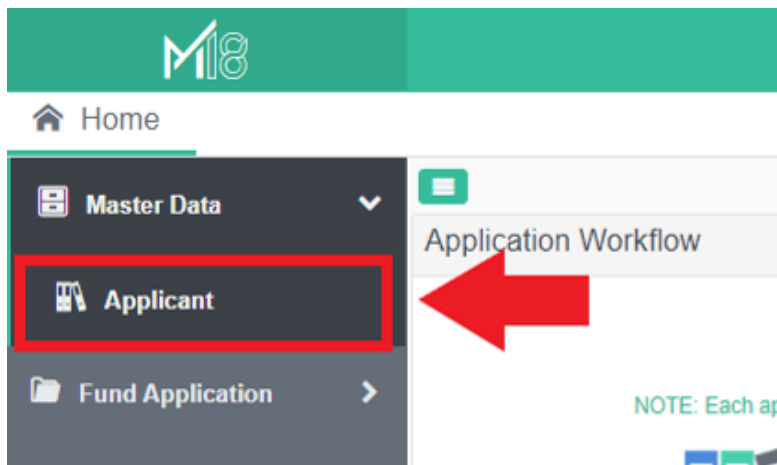 M18
Home
Master Data
Application Workflow
Applicant
Fund Application
NOTE: Each ap